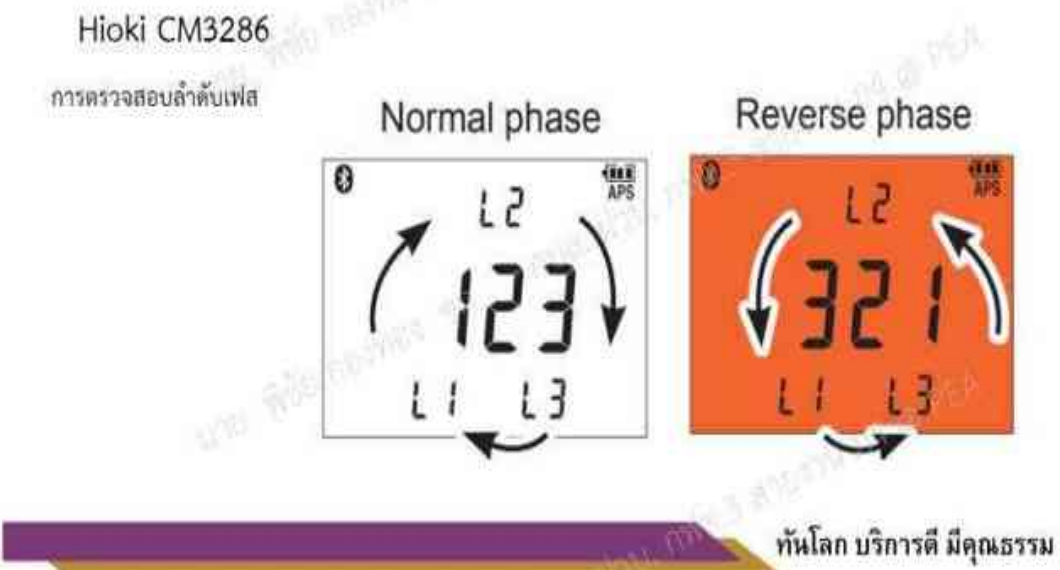 Hioki CM3286
การตรวจสอบลำดับเฟส
Normal phase
Reverse phase
APS
L2
123
L1 L3
APS
L2
321
L1 L3
ทันโลก บริการดี มีคุณธรรม